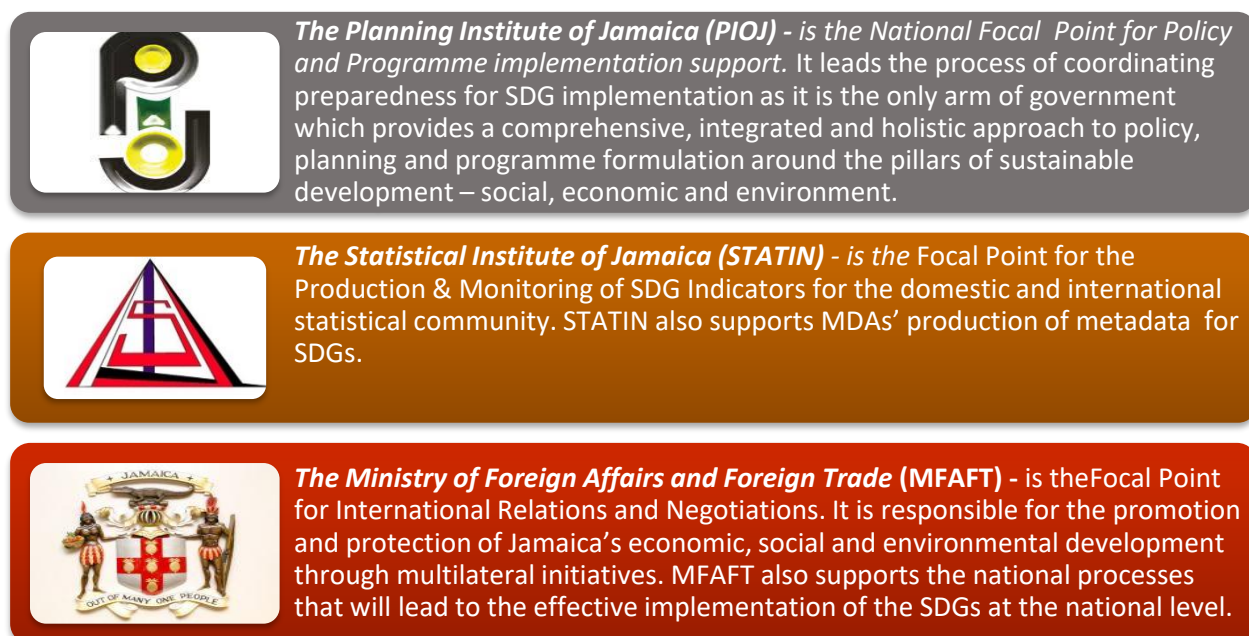 The Planning Institute of Jamaica (PIOJ) - is the National Focal Point for Policy
and Programme implementation support. It leads the process of coordinating
preparedness for SDG implementation as it is the only arm of government
which provides a comprehensive, integrated and holistic approach to policy,
planning and programme formulation around the pillars of sustainable
development – social, economic and environment.
The Statistical Institute of Jamaica (STATIN) - is the Focal Point for the
Production & Monitoring of SDG Indicators for the domestic and international
statistical community. STATIN also supports MDAs’ production of metadata for
SDGs.
JAMAICA
OUT OF MANY ONE PEOPLE
The Ministry of Foreign Affairs and Foreign Trade (MFAFT) - is theFocal Point
for International Relations and Negotiations. It is responsible for the promotion
and protection of Jamaica’s economic, social and environmental development
through multilateral initiatives. MFAFT also supports the national processes
that will lead to the effective implementation of the SDGs at the national level.